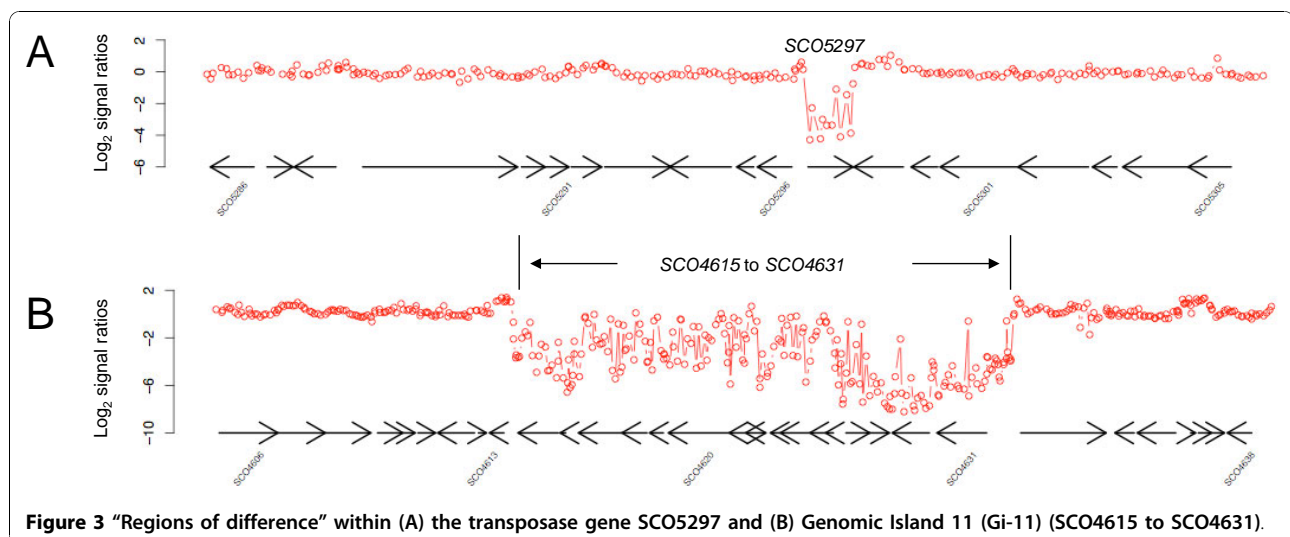 A
SCO5297
Log2 signal ratios
2
0
−2
−4
−6
SCO5286
SCO5291
SCO5296
SCO5301
SCO5305
SCO4615 to SCO4631
B
Log2 signal ratios
2
−2
−6
−10
SCO4606
SCO4613
SCO4620
SCO4631
SCO4638
Figure 3 “Regions of difference” within (A) the transposase gene SCO5297 and (B) Genomic Island 11 (Gi-11) (SCO4615 to SCO4631).